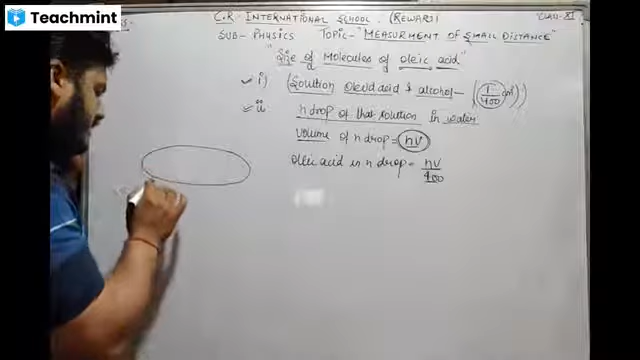 Teachmint
C.R. INTERNATIONAL SCHOOL (REWARI) CLASS-XI
SUB- PHYSICS TOPIC- "MEASURMENT OF SMALL DISTANCE"
"Size of a Molecules of oleic acid."
i) (Solution Oleic acid & alcohol - (1/400 cm³))
ii n drop of that solution in water
volume of n drop = nv
oleic acid in n drop = nv/400